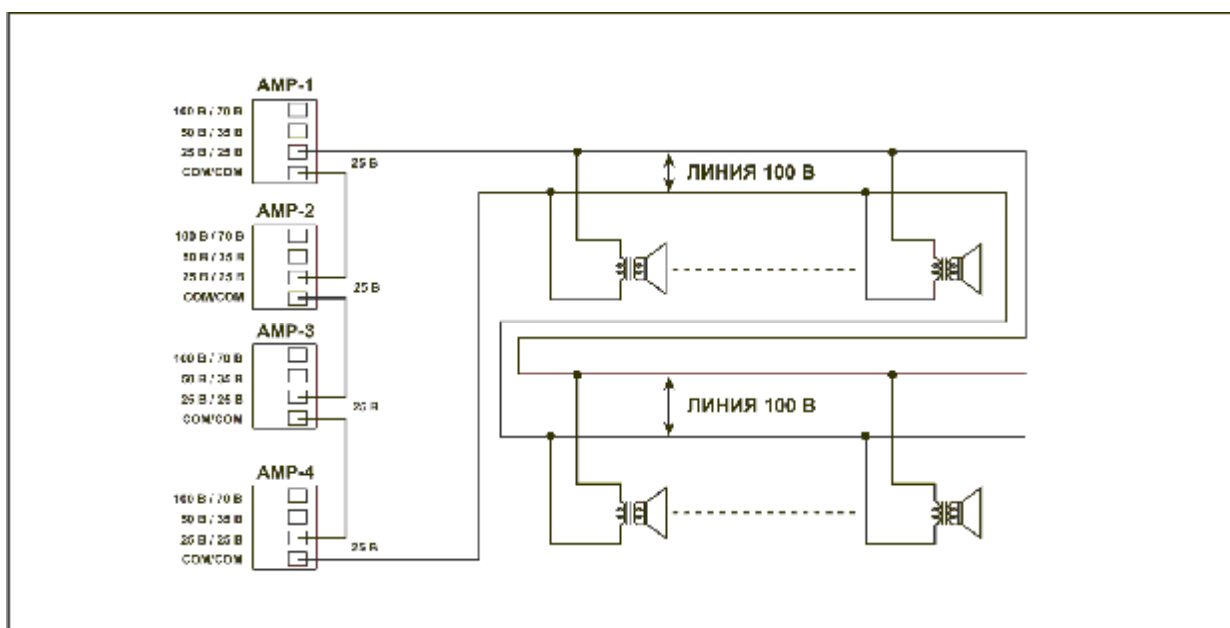 AMP-1
100 В / 70 В
50 / 35 В
25 В / 25 В
COM/COM
25 В
ЛИНИЯ 100 В
AMP-2
100 В / 70 В
50 В / 35 В
25 В / 25 В
COM/COM
25 В
AMP-3
100 В / 70 В
50 В / 35 В
25 В / 25 В
COM/COM
25 В
ЛИНИЯ 100 В
AMP-4
100 В / 70 В
50 В / 35 В
25 В / 25 В
COM/COM
25 В